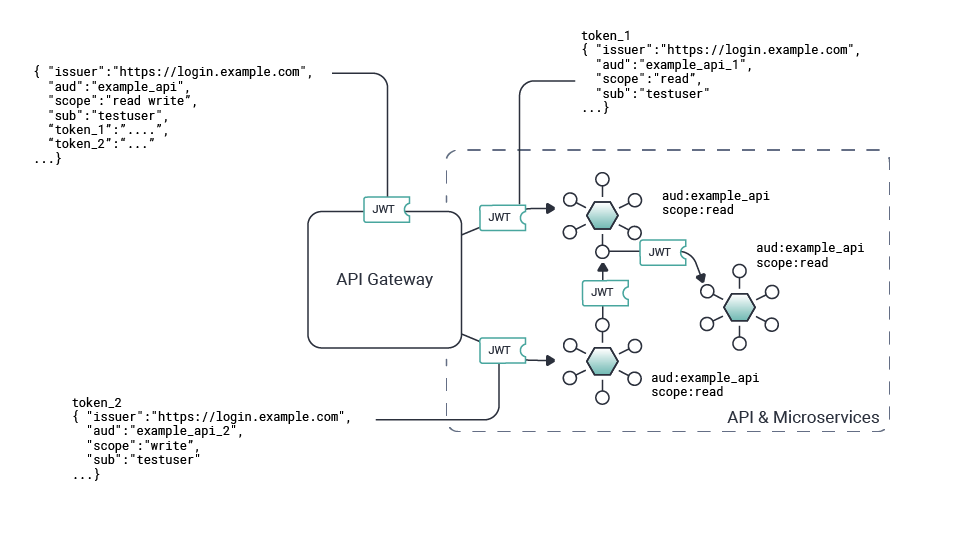 token_1
{ "issuer":"https://login.example.com",
"aud":"example_api_1",
"scope":"read”,
"sub":"testuser"
...}
{ "issuer":"https://login.example.com",
"aud":"example_api",
"scope":"read write”,
"sub":"testuser",
“token_1":”....”,
“token_2”:“...”
...}
JWT
JWT
aud:example_api
scope:read
JWT
aud:example_api
scope:read
API Gateway
JWT
JWT
aud:example_api
scope:read
API & Microservices
token_2
{ "issuer":"https://login.example.com",
"aud":"example_api_2",
"scope":"write”,
"sub":"testuser"
...}